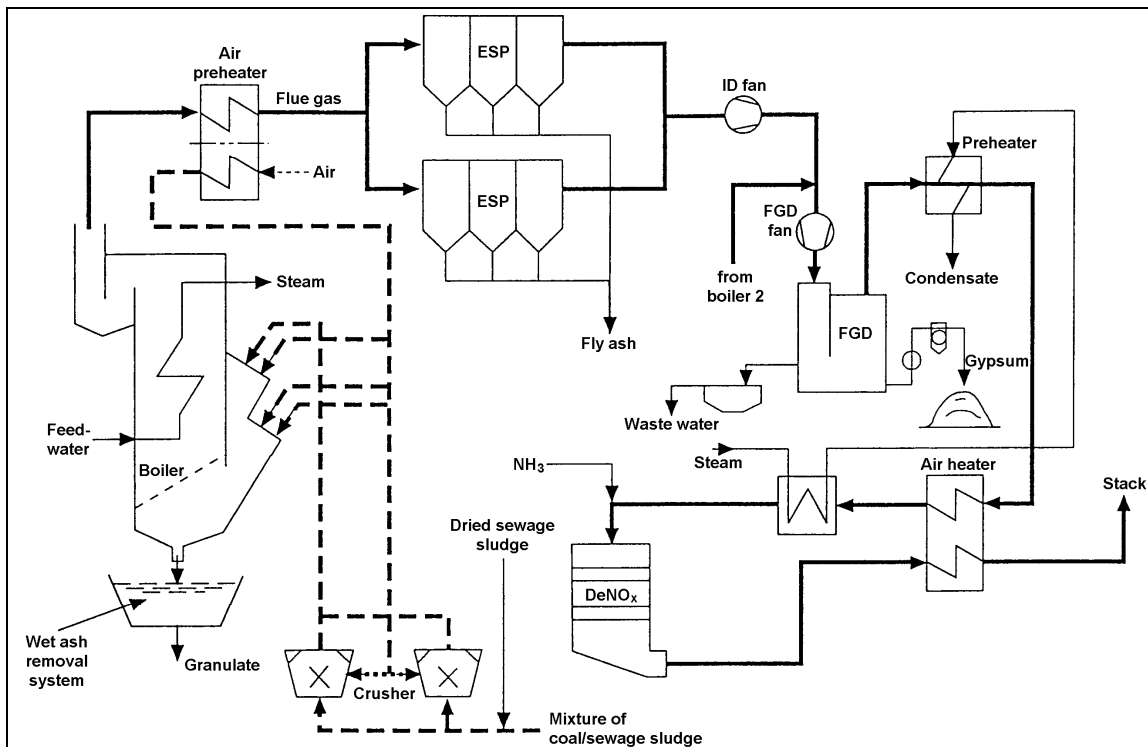 Air
preheater
ESP
ID fan
Flue gas
Preheater
Air
ESP
FGD
fan
from
boiler 2
Condensate
Steam
FGD
Fly ash
Gypsum
Waste water
Feed-
water
Steam
Boiler
NH₃
Air heater
Stack
Dried sewage
sludge
DeNOₓ
Wet ash
removal
system
Granulate
Crusher
Mixture of
coal/sewage sludge